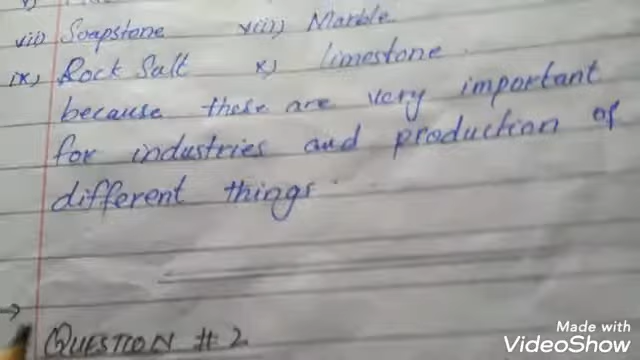 vii) Soapstone viii) Marble
ix) Rock Salt x) limestone.
because these are very important
for industries and production of
different things.
QUESTION # 2
Made with
VideoShow